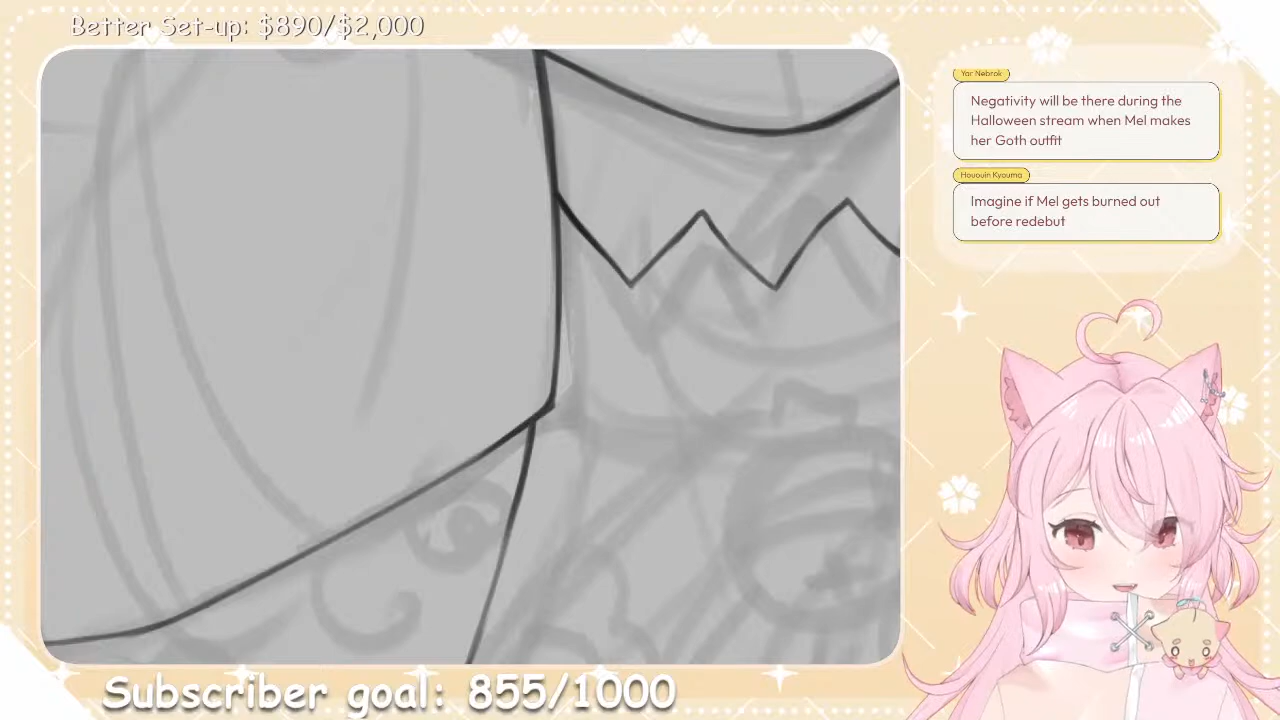 Better Set-up: $890/$2,000
Yar Nebrok
Negativity will be there during the
Halloween stream when Mel makes
her Goth outfit
Hououin Kyouma
Imagine if Mel gets burned out
before redebut
Subscriber goal: 855/1000